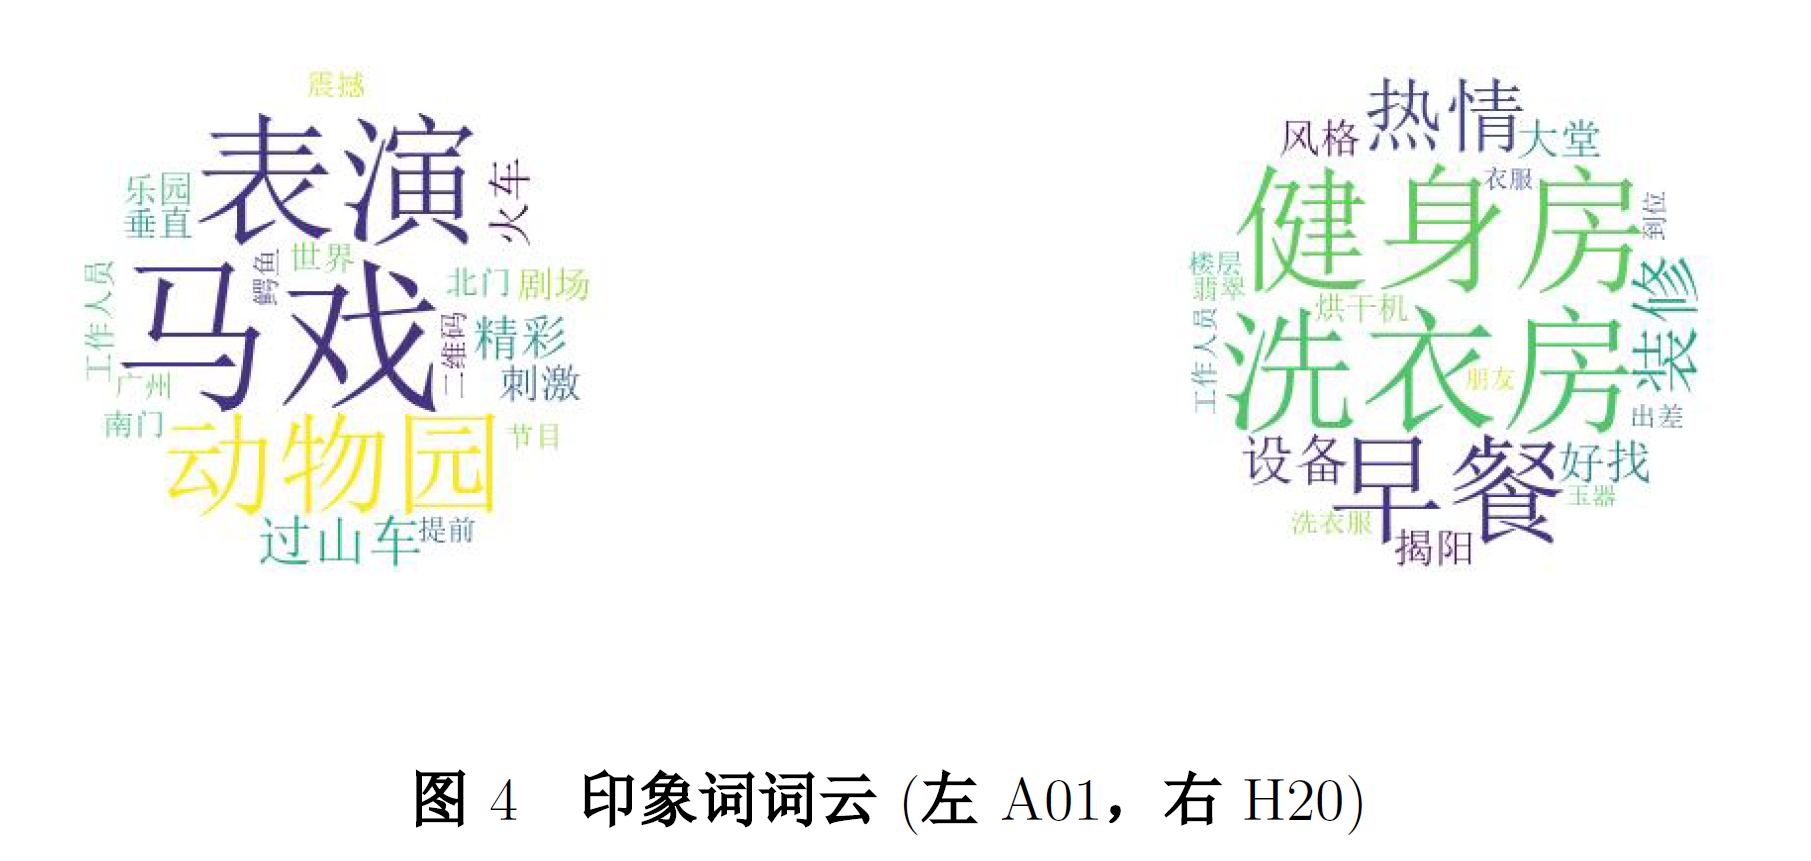 震撼
表演
乐园
垂直
火车
世界
鳄鱼
马戏
北门
剧场
工作人员
二维码
精彩
刺激
广州
南门
动物园
节目
过山车
提前
热情
风格
大堂
衣服
健身房
到位
楼层
翡翠
烘干机
装修
工作人员
洗衣房
朋友
出差
设备
早餐
好找
玉器
洗衣服
揭阳
图 4 印象词词云 (左 A01，右 H20)